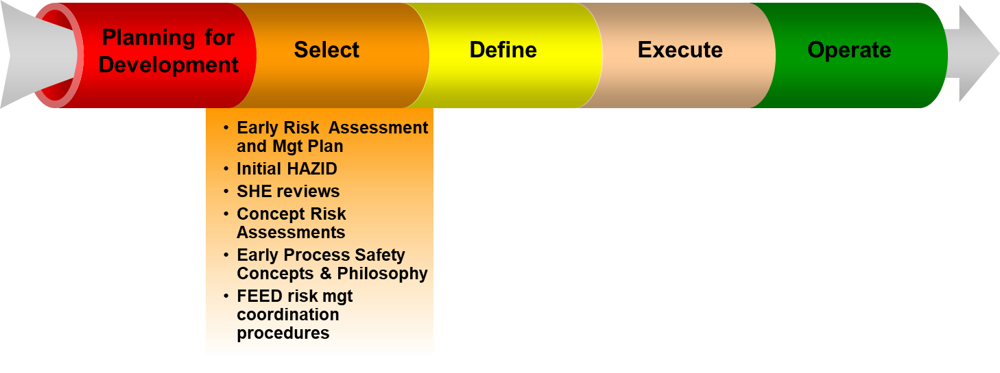 Planning for
Development
Select
Define
Execute
Operate
• Early Risk  Assessment
and Mgt Plan
• Initial HAZID
• SHE reviews
• Concept Risk
Assessments
• Early Process Safety
Concepts & Philosophy
• FEED risk mgt
coordination
procedures